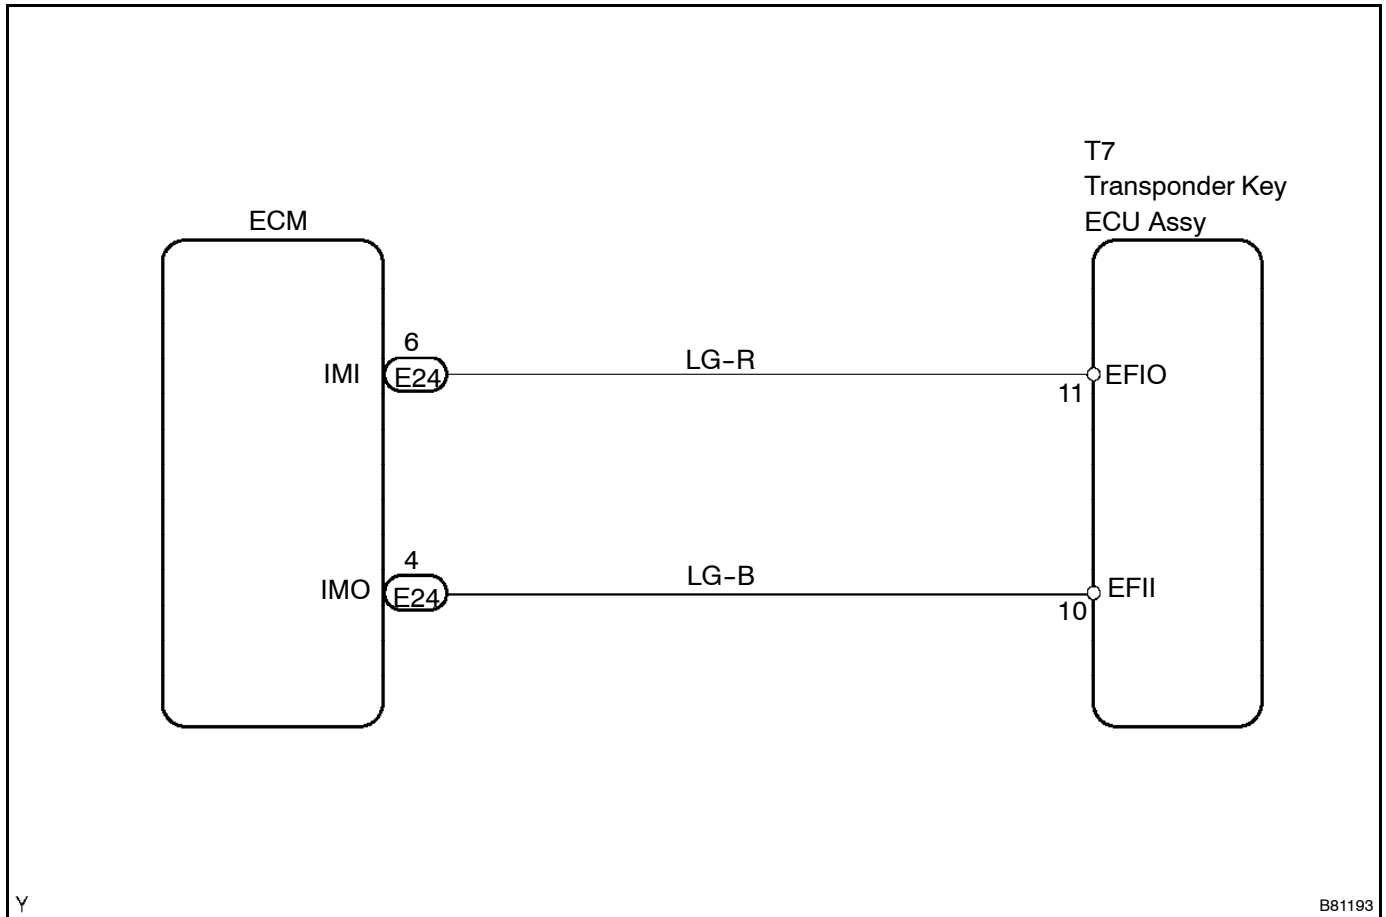 T7
Transponder Key
ECU Assy
ECM
6
IMI
E24
LG-R
11
EFIO
4
IMO
E24
LG-B
10
EFII
Y
B81193